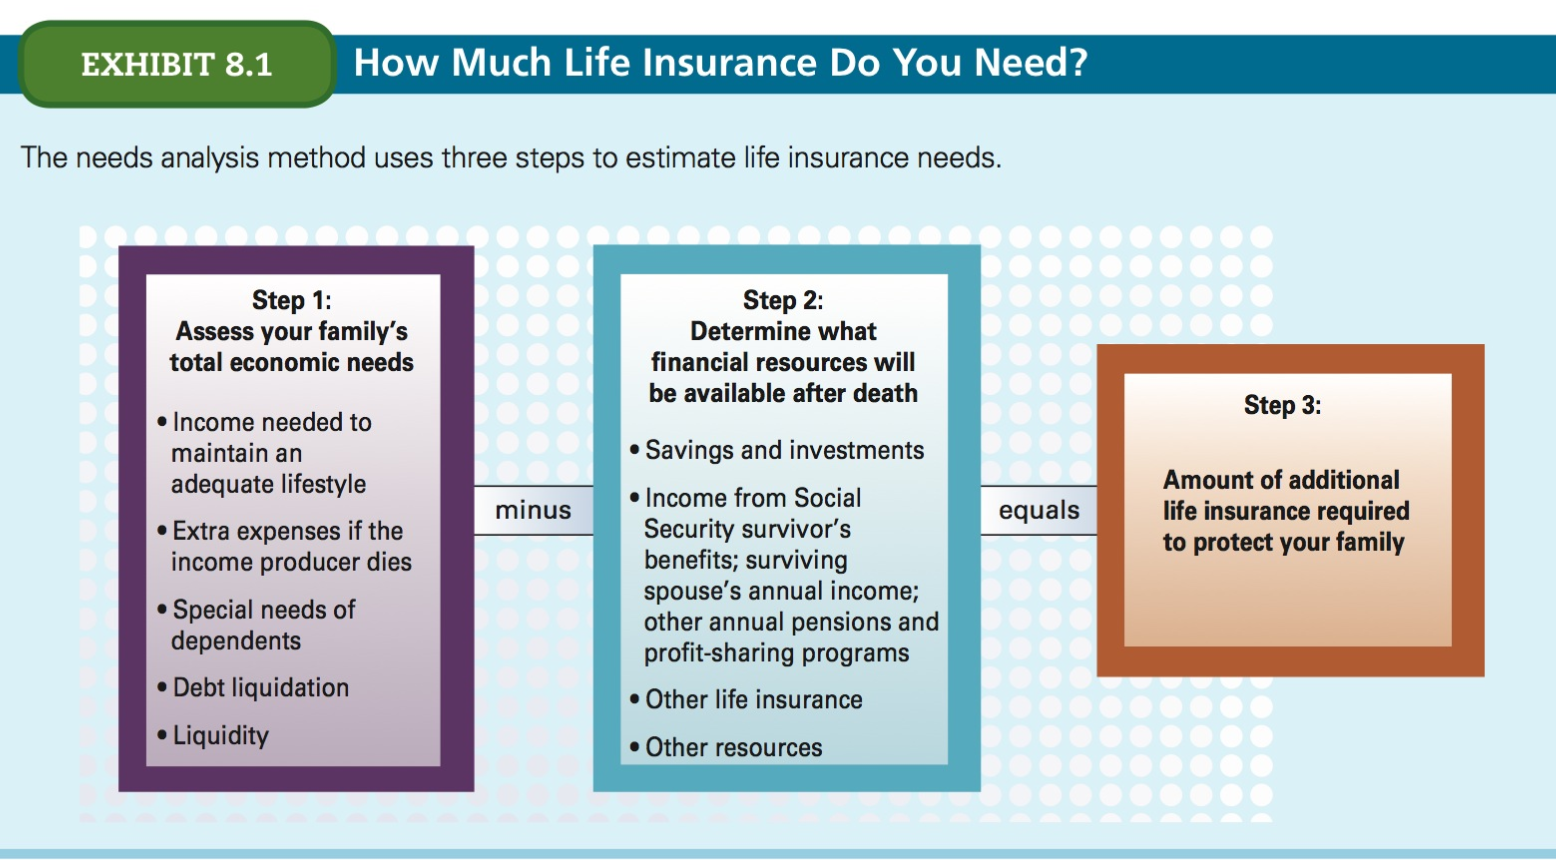 EXHIBIT 8.1
How Much Life Insurance Do You Need?
The needs analysis method uses three steps to estimate life insurance needs.
Step 1:
Assess your family’s
total economic needs
• Income needed to
maintain an
adequate lifestyle
• Extra expenses if the
income producer dies
• Special needs of
dependents
• Debt liquidation
• Liquidity
minus
Step 2:
Determine what
financial resources will
be available after death
• Savings and investments
• Income from Social
Security survivor’s
benefits; surviving
spouse’s annual income;
other annual pensions and
profit-sharing programs
• Other life insurance
• Other resources
equals
Step 3:
Amount of additional
life insurance required
to protect your family